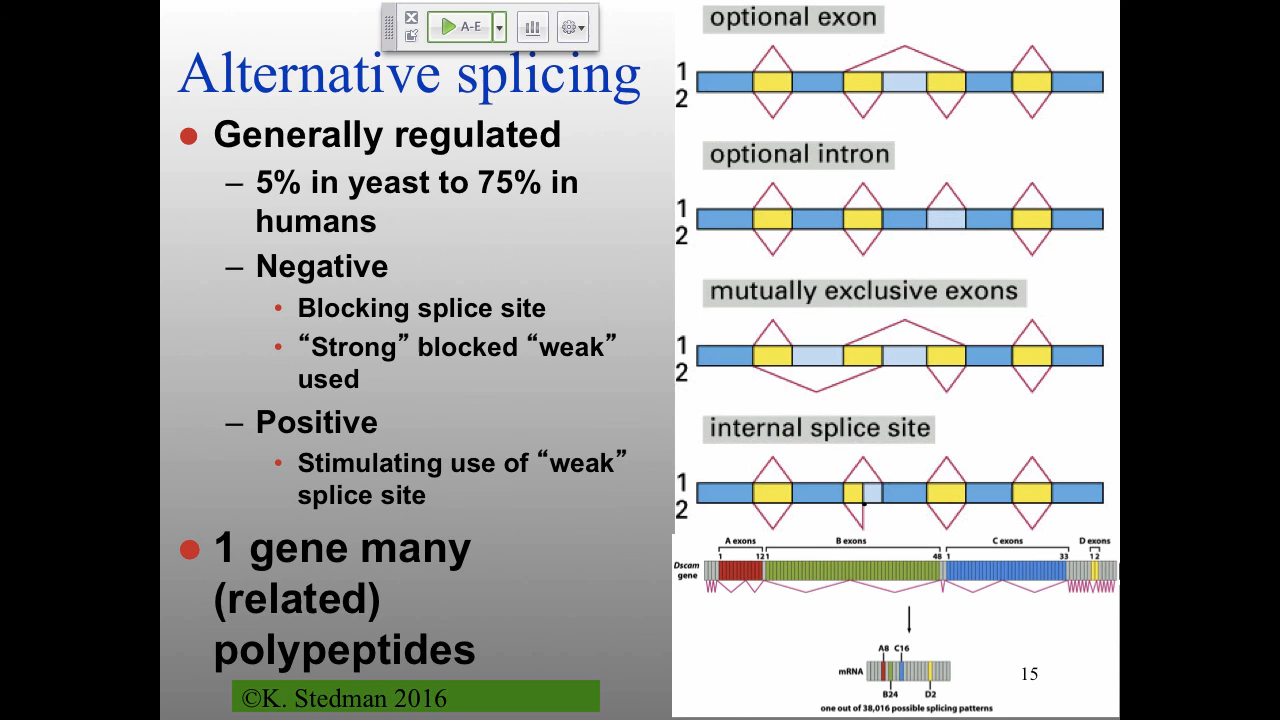 A-E
Alternative splicing
● Generally regulated
– 5% in yeast to 75% in
humans
– Negative
• Blocking splice site
• “Strong” blocked “weak”
used
– Positive
• Stimulating use of “weak”
splice site
● 1 gene many
(related)
polypeptides
©K. Stedman 2016
optional exon
1
2
optional intron
1
2
mutually exclusive exons
1
2
internal splice site
1
2
A exons B exons C exons D exons
1 12 1 48 1 33 1 2
Dscam
gene
A8 C16
mRNA
B24 D2
15
one out of 38,016 possible splicing patterns